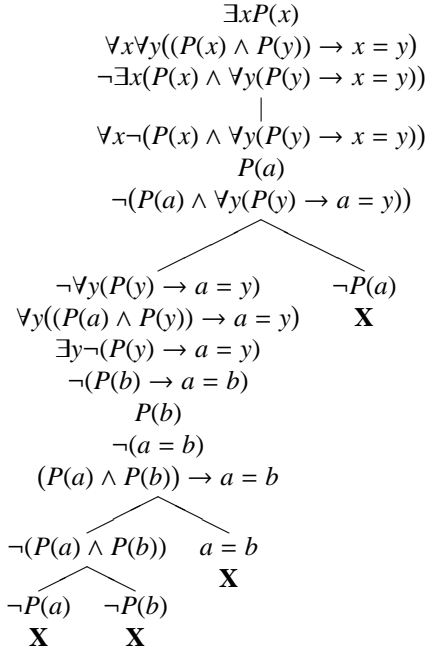 ∃xP(x)
∀x∀y((P(x) ∧ P(y)) → x = y)
¬∃x(P(x) ∧ ∀y(P(y) → x = y))
∀x¬(P(x) ∧ ∀y(P(y) → x = y))
P(a)
¬(P(a) ∧ ∀y(P(y) → a = y))
¬∀y(P(y) → a = y) ¬P(a)
∀y((P(a) ∧ P(y)) → a = y) X
∃y¬(P(y) → a = y)
¬(P(b) → a = b)
P(b)
¬(a = b)
(P(a) ∧ P(b)) → a = b
¬(P(a) ∧ P(b)) a = b
X
¬P(a) ¬P(b)
X X